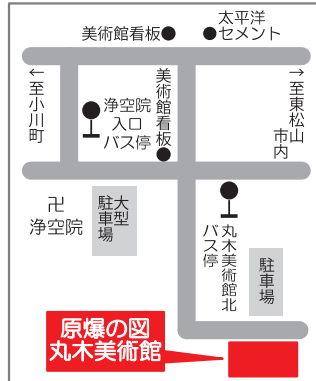 美術館看板
太平洋
セメント
←至小川町
浄空院
入口
バス停
美術館看板
→至東松山
市内
卍
浄空院
大型
駐車場
丸木美術館北
バス停
駐車場
原爆の図
丸木美術館